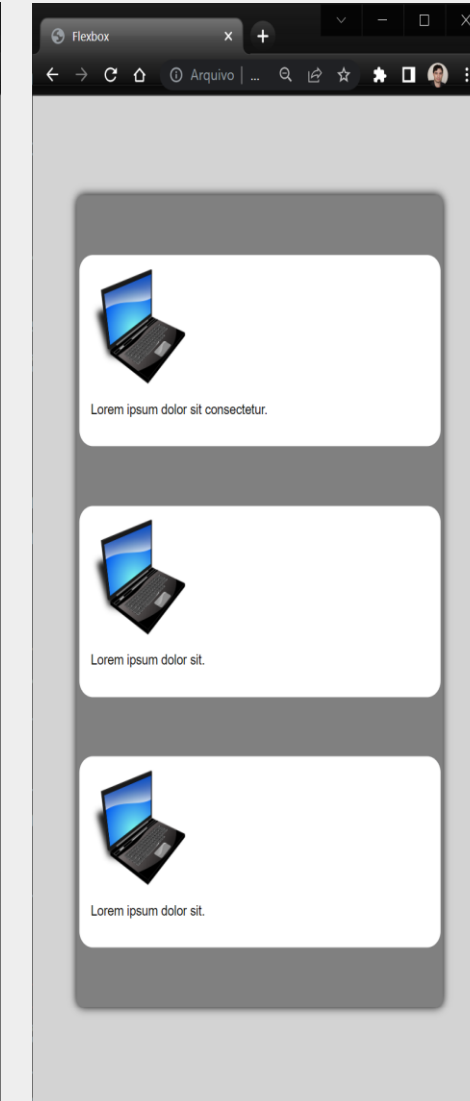 Flexbox
Arquivo | ...
Lorem ipsum dolor sit consectetur.
Lorem ipsum dolor sit.
Lorem ipsum dolor sit.